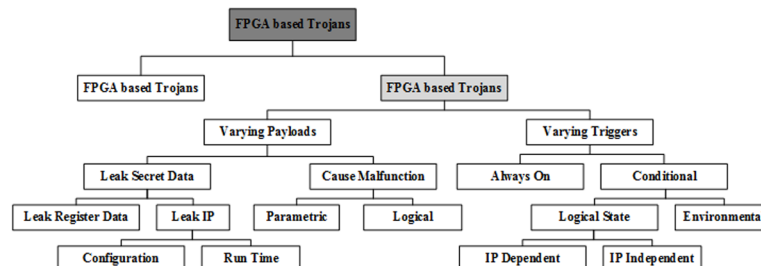 FPGA based Trojans
FPGA based Trojans
FPGA based Trojans
Varying Payloads
Varying Triggers
Leak Secret Data
Cause Malfunction
Always On
Conditional
Leak Register Data
Leak IP
Parametric
Logical
Logical State
Environmenta
Configuration
Run Time
IP Dependent
IP Independent